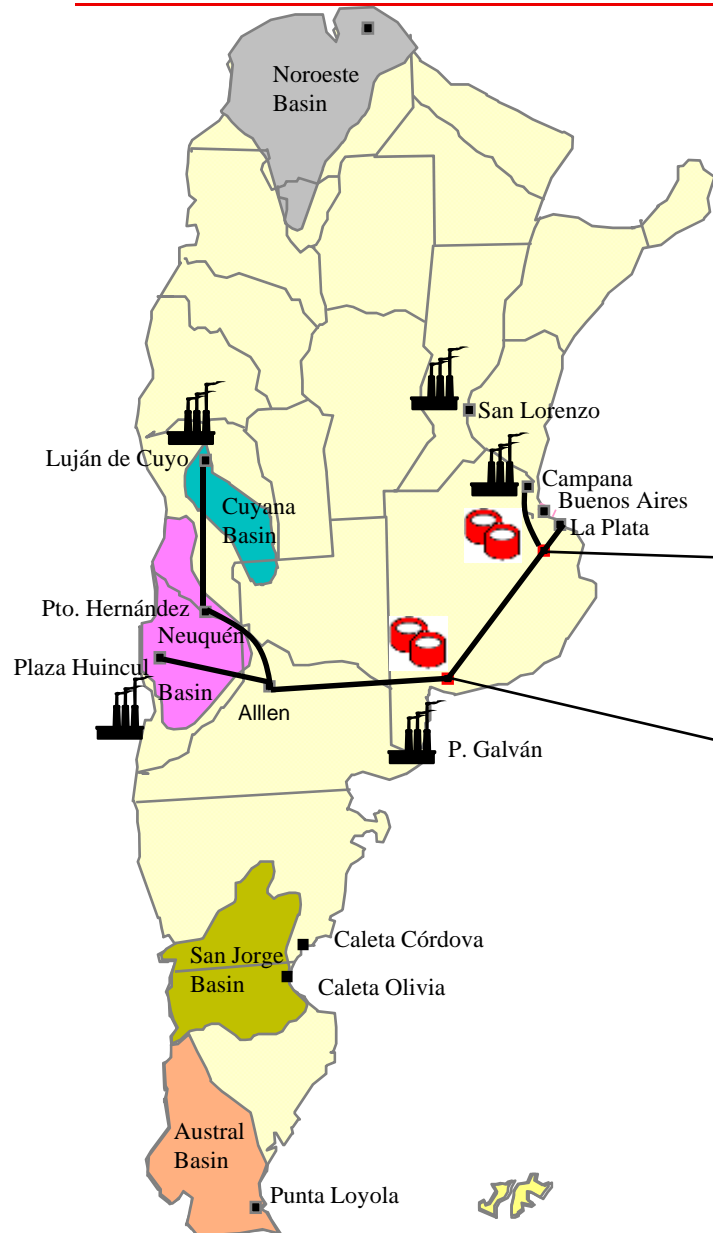 Noroeste
Basin
San Lorenzo
Luján de Cuyo
Campana
Buenos Aires
La Plata
Cuyana
Basin
Pto. Hernández
Neuquén
Plaza Huincul
Basin
Alllen
P. Galván
Caleta Córdova
San Jorge
Basin
Caleta Olivia
Austral
Basin
Punta Loyola